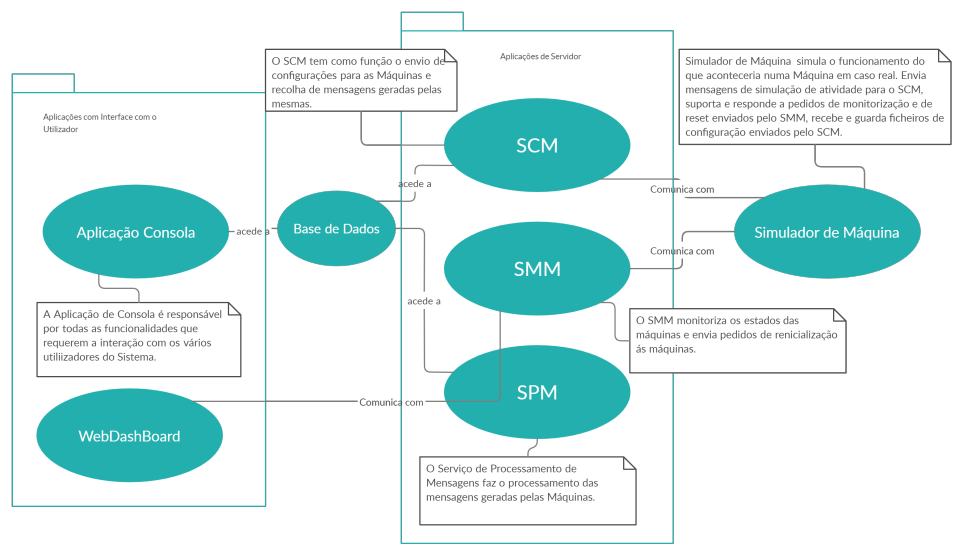 Aplicações de Servidor
O SCM tem como função o envio de
configurações para as Máquinas e
recolha de mensagens geradas pelas
mesmas.
Simulador de Máquina simula o funcionamento do
que aconteceria numa Máquina em caso real. Envia
mensagens de simulação de atividade para o SCM,
suporta e responde a pedidos de monitorização e de
reset enviados pelo SMM, recebe e guarda ficheiros de
configuração enviados pelo SCM.
Aplicações com Interface com o
Utilizador
SCM
acede a
Comunica com
Aplicação Consola
acede a
Base de Dados
Simulador de Máquina
Comunica com
SMM
acede a
A Aplicação de Consola é responsável
por todas as funcionalidades que
requerem a interação com os vários
utiliizadores do Sistema.
O SMM monitoriza os estados das
máquinas e envia pedidos de renicialização
ás máquinas.
SPM
Comunica com
WebDashBoard
O Serviço de Processamento de
Mensagens faz o processamento das
mensagens geradas pelas Máquinas.